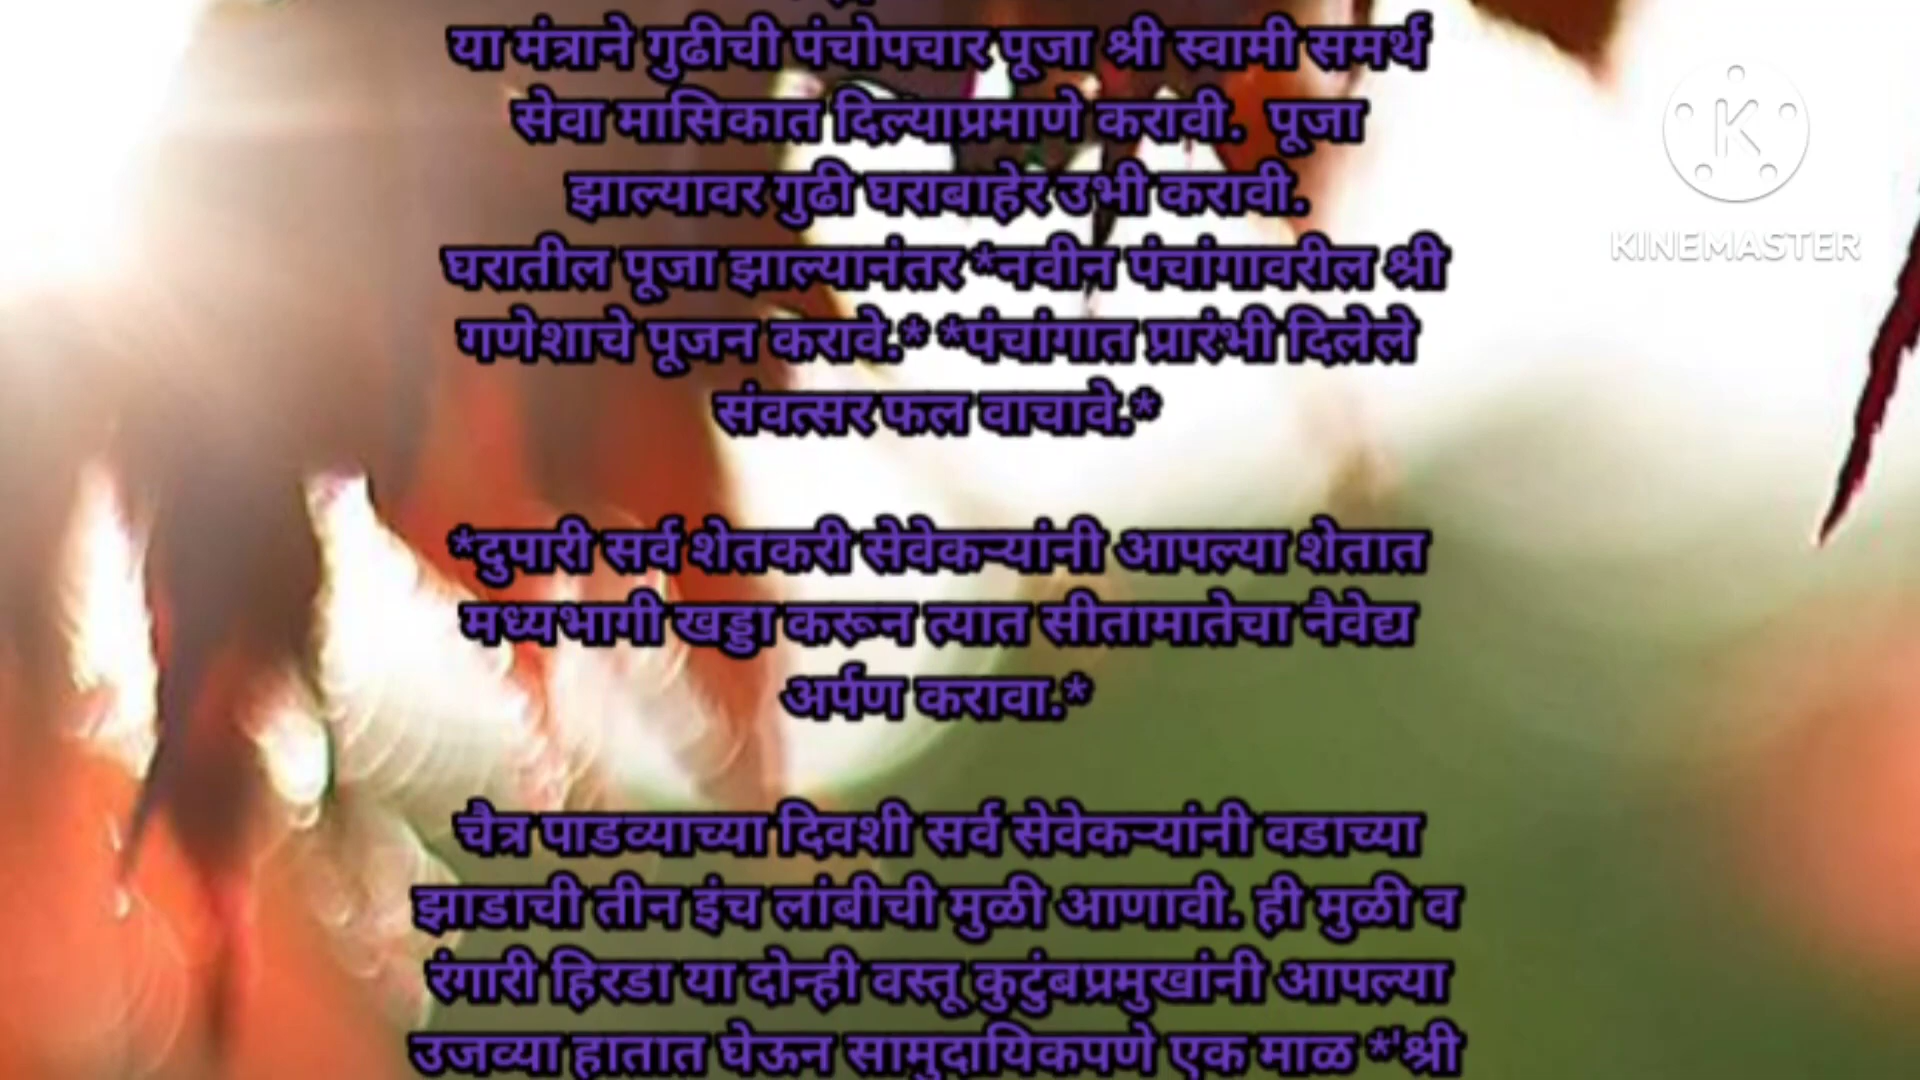 या मंत्राने गुढीची पंचोपचार पूजा श्री स्वामी समर्थ
सेवा मासिकात दिल्याप्रमाणे करावी. पूजा
झाल्यावर गुढी घराबाहेर उभी करावी.
घरातील पूजा झाल्यानंतर *नवीन पंचांगावरील श्री
गणेशाचे पूजन करावे.* *पंचांगात प्रारंभी दिलेले
संवत्सर फल वाचावे.*
*दुपारी सर्व शेतकरी सेवेकऱ्यांनी आपल्या शेतात
मध्यभागी खड्डा करून त्यात सीतामातेचा नैवेद्य
अर्पण करावा.*
चैत्र पाडव्याच्या दिवशी सर्व सेवेकऱ्यांनी वडाच्या
झाडाची तीन इंच लांबीची मुळी आणावी. ही मुळी व
रंगारी हिरडा या दोन्ही वस्तू कुटुंबप्रमुखांनी आपल्या
उजव्या हातात घेऊन सामुदायिकपणे एक माळ *'श्री
K
KINEMASTER